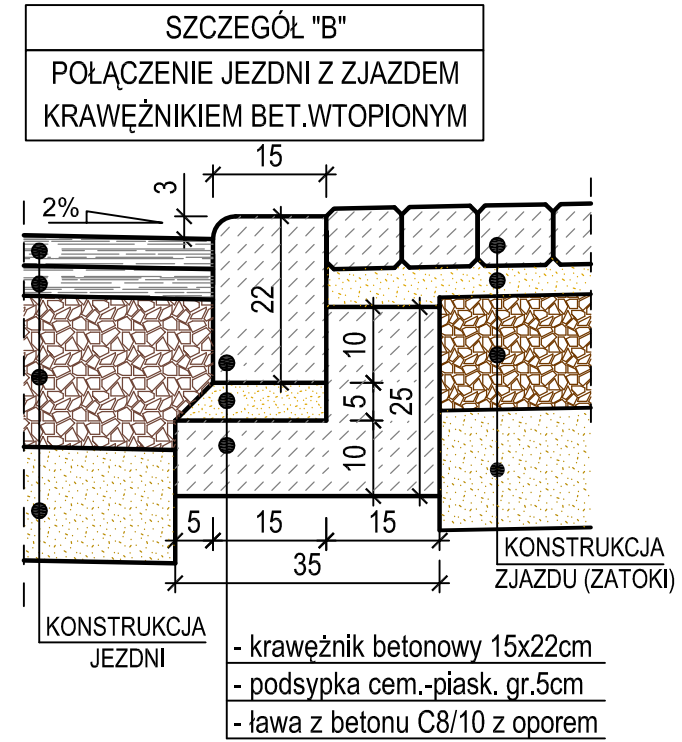 SZCZEGÓŁ "B"
POŁĄCZENIE JEZDNI Z ZJAZDEM
KRAWĘŻNIKIEM BET.WTOPIONYM
15
3
2%
22
10
5
25
10
5
15
15
35
KONSTRUKCJA
ZJAZDU (ZATOKI)
KONSTRUKCJA
JEZDNI
- krawężnik betonowy 15x22cm
- podsypka cem.-piask. gr.5cm
- ława z betonu C8/10 z oporem